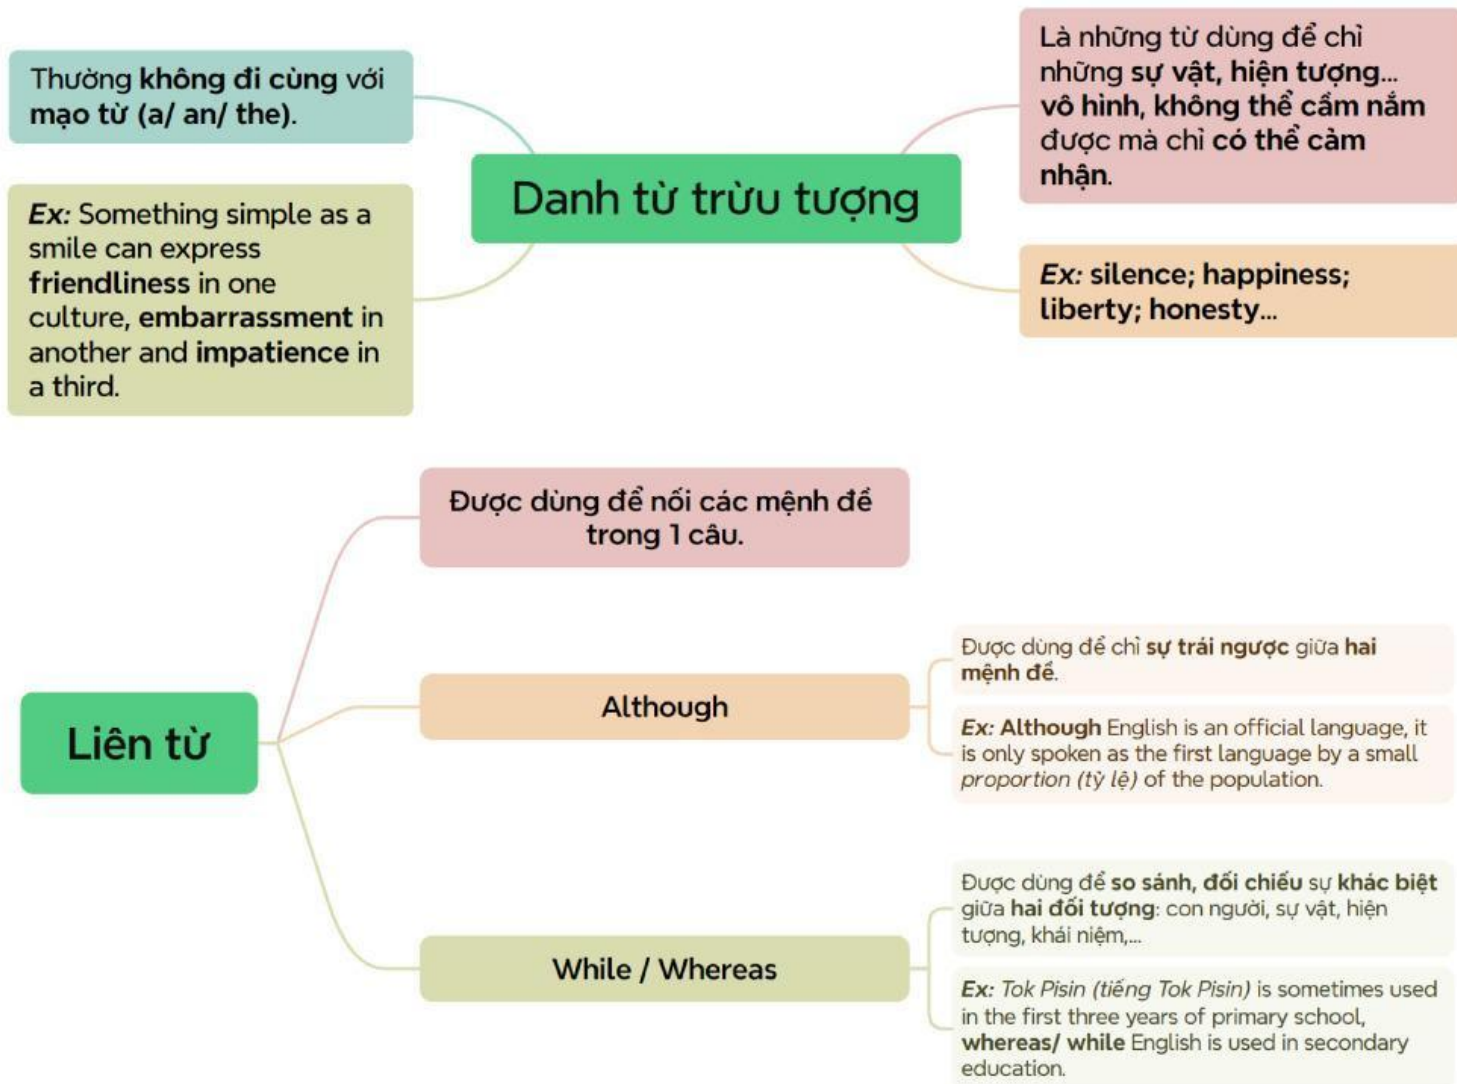 Thường không đi cùng với
mạo từ (a/ an/ the).
Ex: Something simple as a
smile can express
friendliness in one
culture, embarrassment in
another and impatience in
a third.
Danh từ trừu tượng
Là những từ dùng để chỉ
những sự vật, hiện tượng...
vô hình, không thể cầm nắm
được mà chỉ có thể cảm
nhận.
Ex: silence; happiness;
liberty; honesty...
Liên từ
Được dùng để nối các mệnh đề
trong 1 câu.
Although
Được dùng để chỉ sự trái ngược giữa hai
mệnh đề.
Ex: Although English is an official language, it
is only spoken as the first language by a small
proportion (tỷ lệ) of the population.
While / Whereas
Được dùng để so sánh, đối chiếu sự khác biệt
giữa hai đối tượng: con người, sự vật, hiện
tượng, khái niệm,...
Ex: Tok Pisin (tiếng Tok Pisin) is sometimes used
in the first three years of primary school,
whereas/ while English is used in secondary
education.